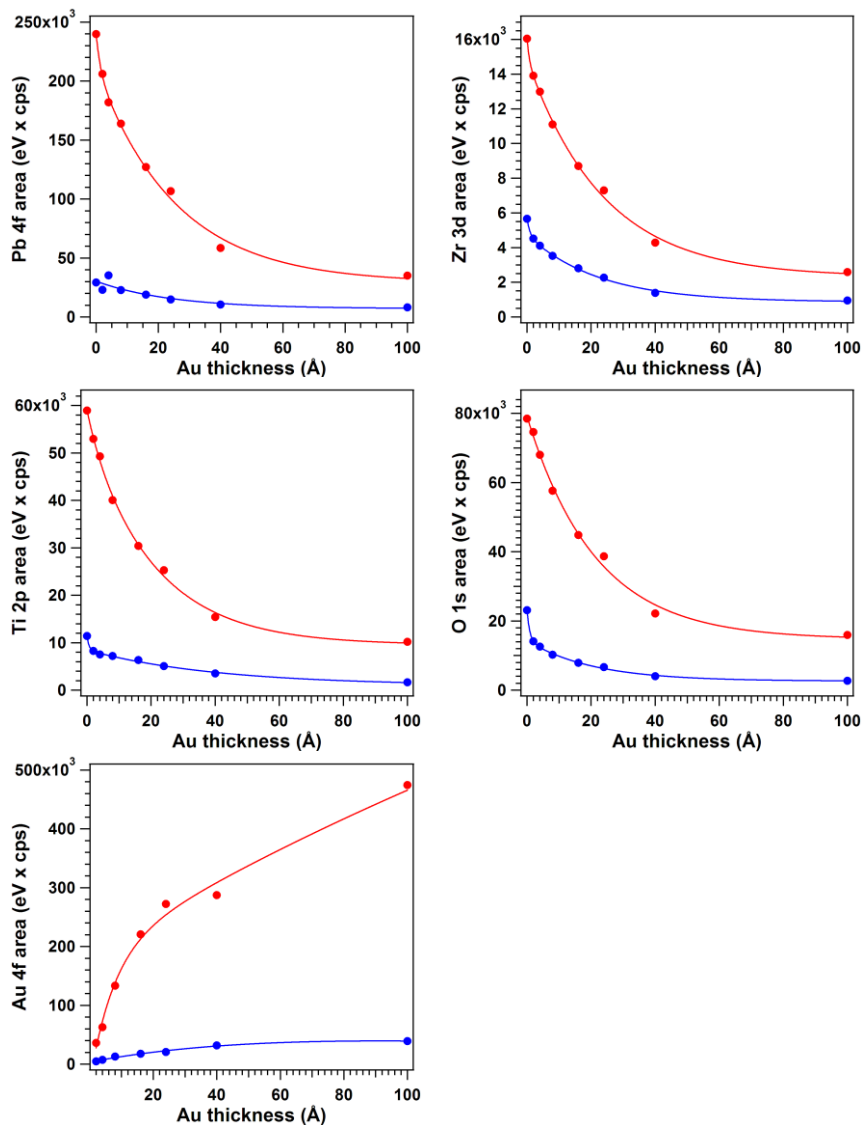 250x10³
200
150
100
50
0
Pb 4f area (eV x cps)
0 20 40 60 80 100
Au thickness (Å)
16x10³
14
12
10
8
6
4
2
0
Zr 3d area (eV x cps)
0 20 40 60 80 100
Au thickness (Å)
60x10³
50
40
30
20
10
0
Ti 2p area (eV x cps)
0 20 40 60 80 100
Au thickness (Å)
80x10³
60
40
20
0
O 1s area (eV x cps)
0 20 40 60 80 100
Au thickness (Å)
500x10³
400
300
200
100
0
Au 4f area (eV x cps)
20 40 60 80 100
Au thickness (Å)